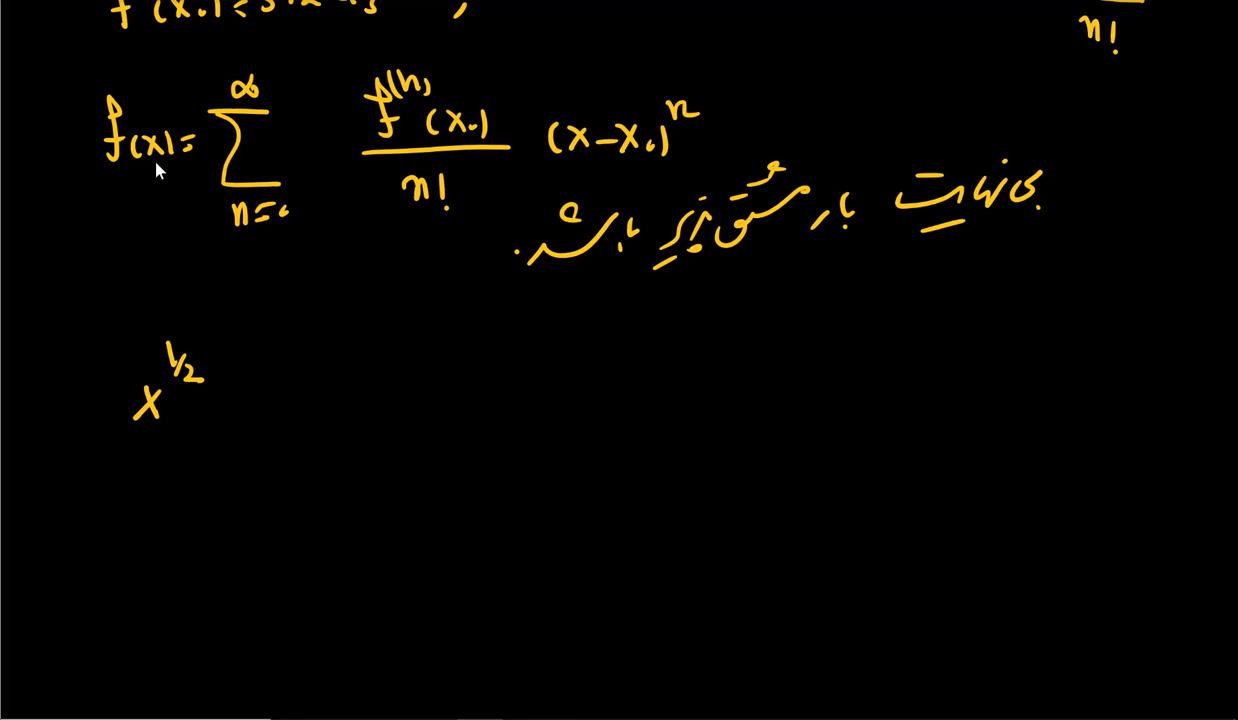 n!
f(x) = ∑_{n=0}^{∞} f^{(n)}(x₀) / n! (x-x₀)^n
بی نهایت بار مشتق پذیر باشد.
x^{1/2}